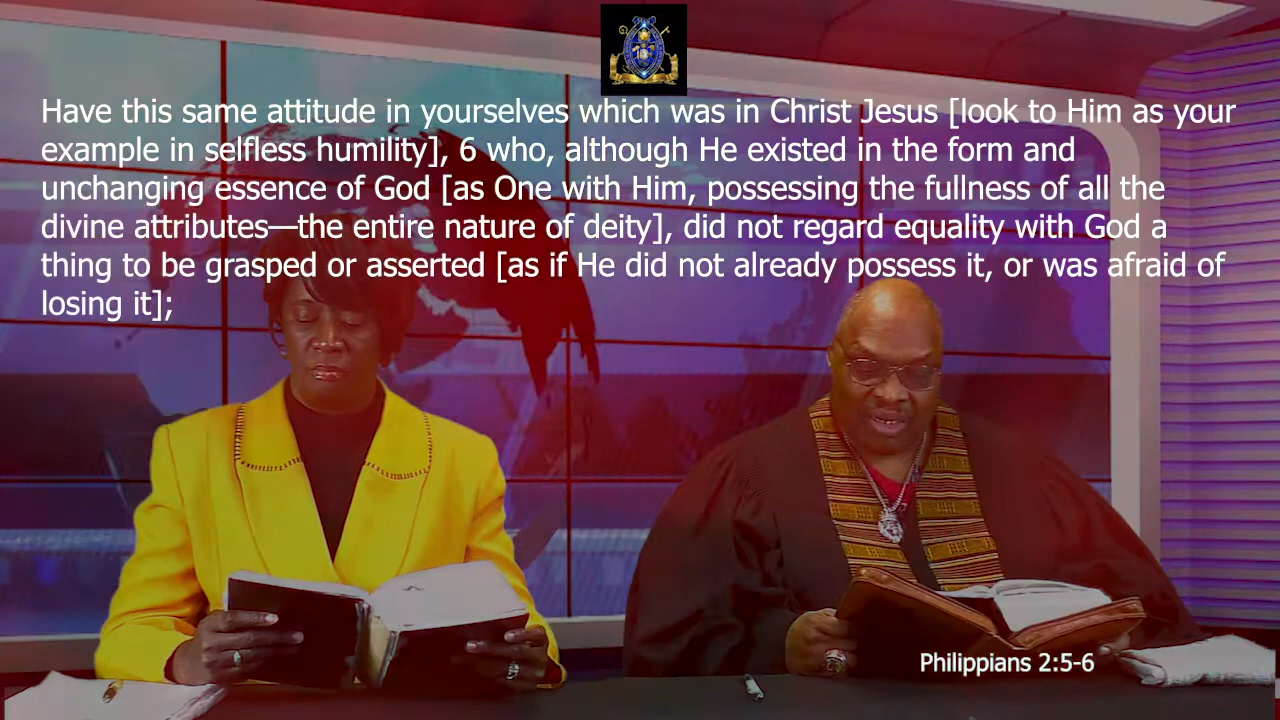 Have this same attitude in yourselves which was in Christ Jesus [look to Him as your
example in selfless humility], 6 who, although He existed in the form and
unchanging essence of God [as One with Him, possessing the fullness of all the
divine attributes—the entire nature of deity], did not regard equality with God a
thing to be grasped or asserted [as if He did not already possess it, or was afraid of
losing it];
Philippians 2:5-6